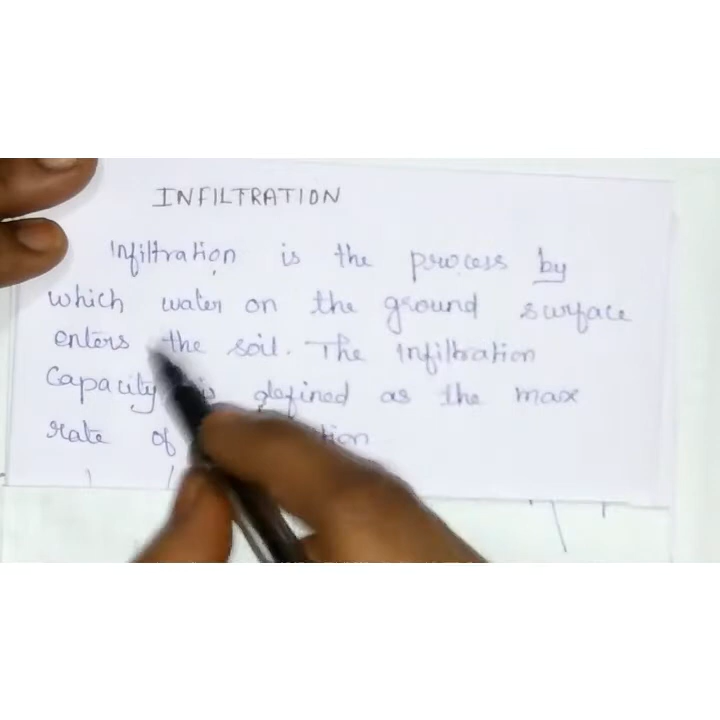 INFILTRATION
Infiltration is the process by
which water on the ground surface
enters the soil. The Infiltration
Capacity is defined as the max
rate of